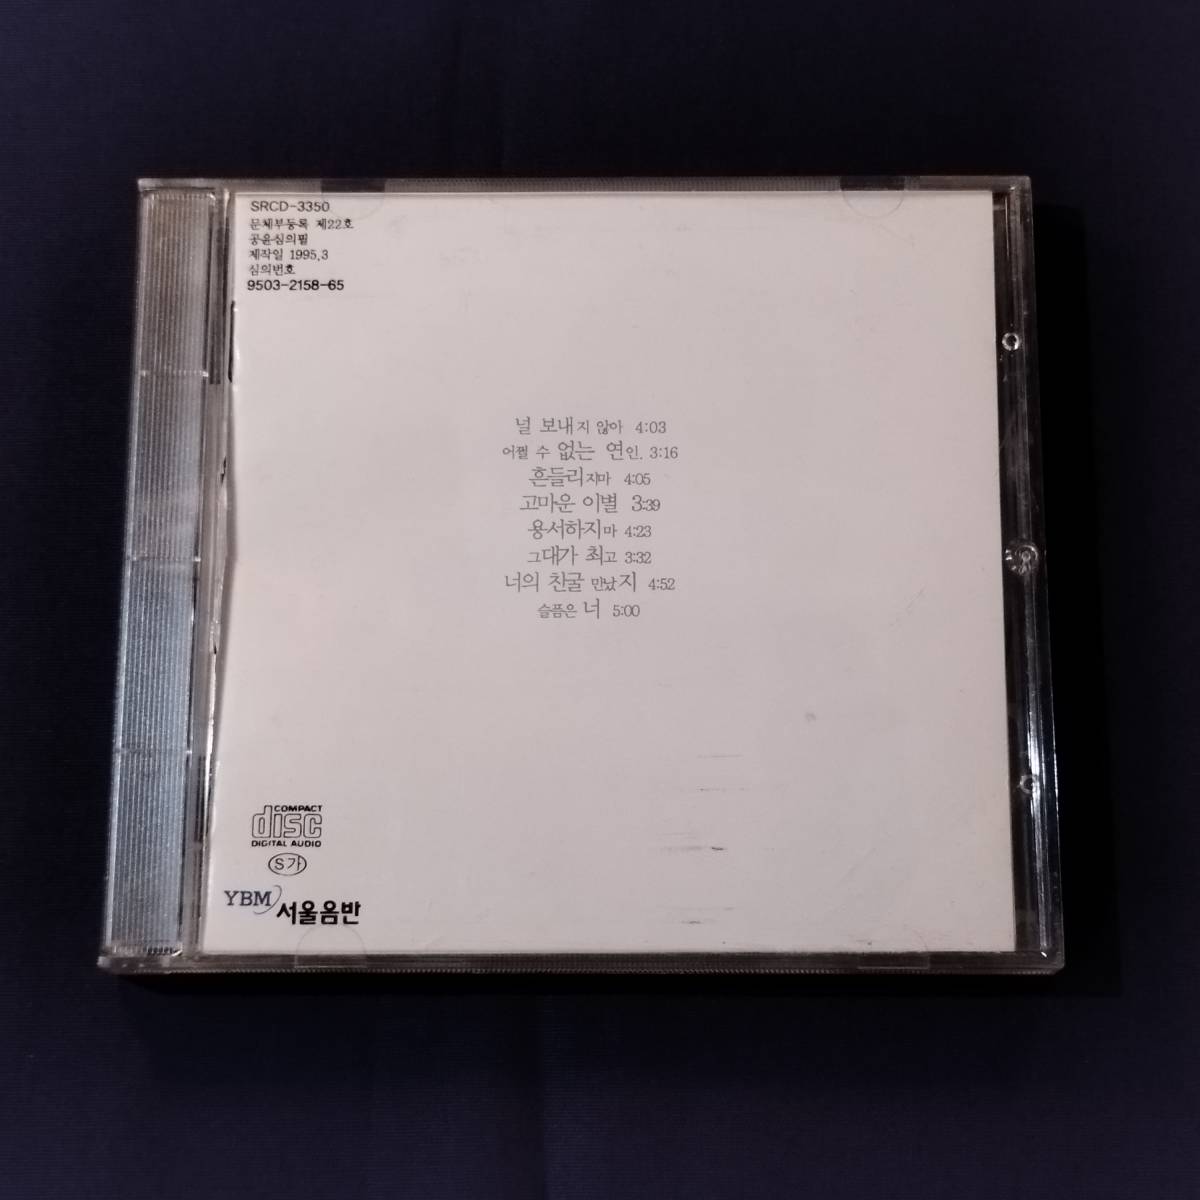 SRCD-3350
문체부등록 제22호
공윤심의필
제작일 1995.3
심의번호
9503-2158-65
널 보내지 않아 4:03
어쩔 수 없는 연인. 3:16
흔들리지마 4:05
고마운 이별 3:39
용서하지마 4:23
그대가 최고 3:32
너의 친굴 만났지 4:52
슬픔은 너 5:00
COMPACT
disc
DIGITAL AUDIO
S가
YBM 서울음반